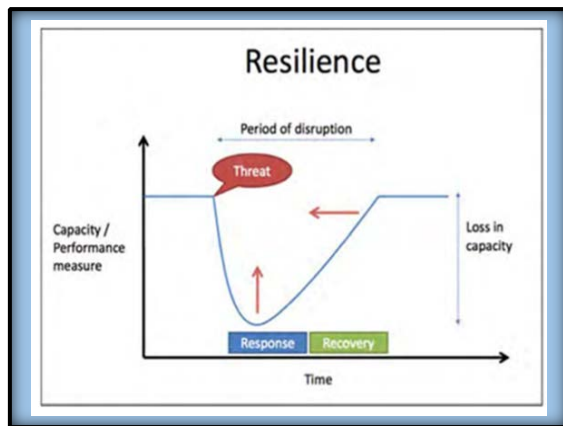 Resilience
Period of disruption
Threat
Capacity /
Performance
measure
Loss in
capacity
Response
Recovery
Time